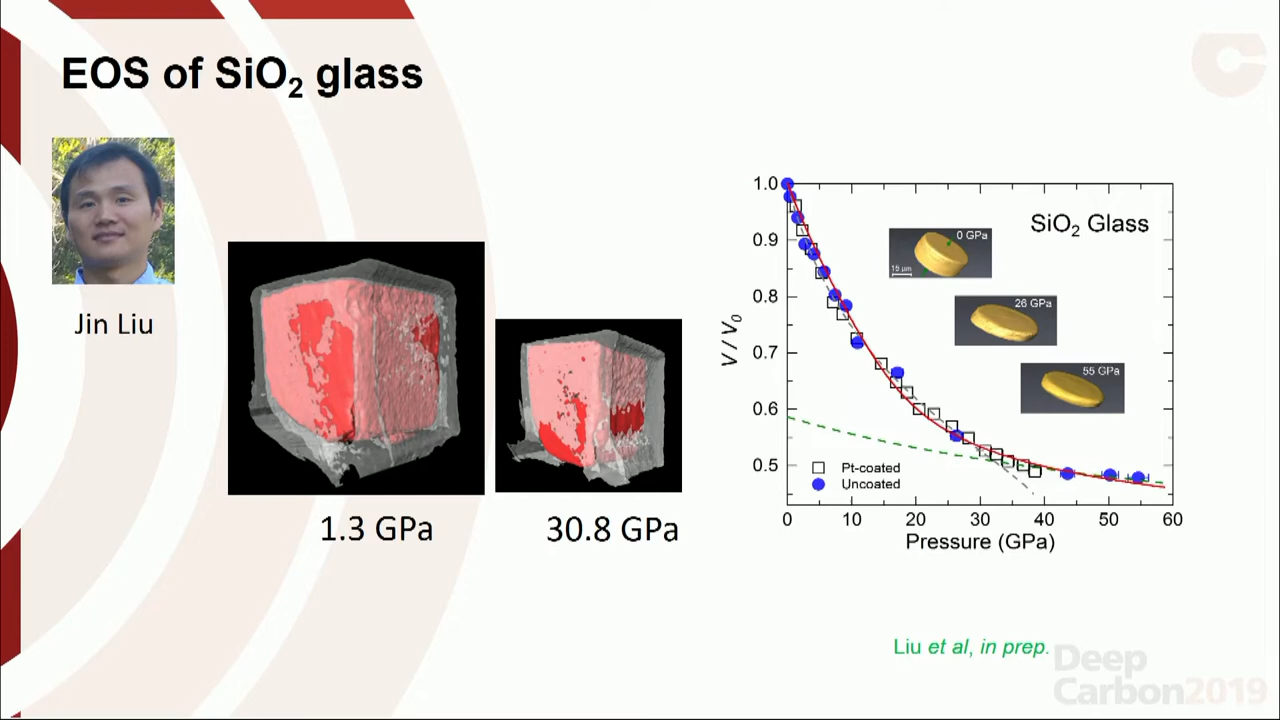 EOS of SiO2 glass
Jin Liu
1.3 GPa
30.8 GPa
SiO2 Glass
V / V0
1.0
0.9
0.8
0.7
0.6
0.5
0 GPa
15 μm
26 GPa
55 GPa
Pt-coated
Uncoated
0 10 20 30 40 50 60
Pressure (GPa)
Liu et al, in prep.
Deep
Carbon2019